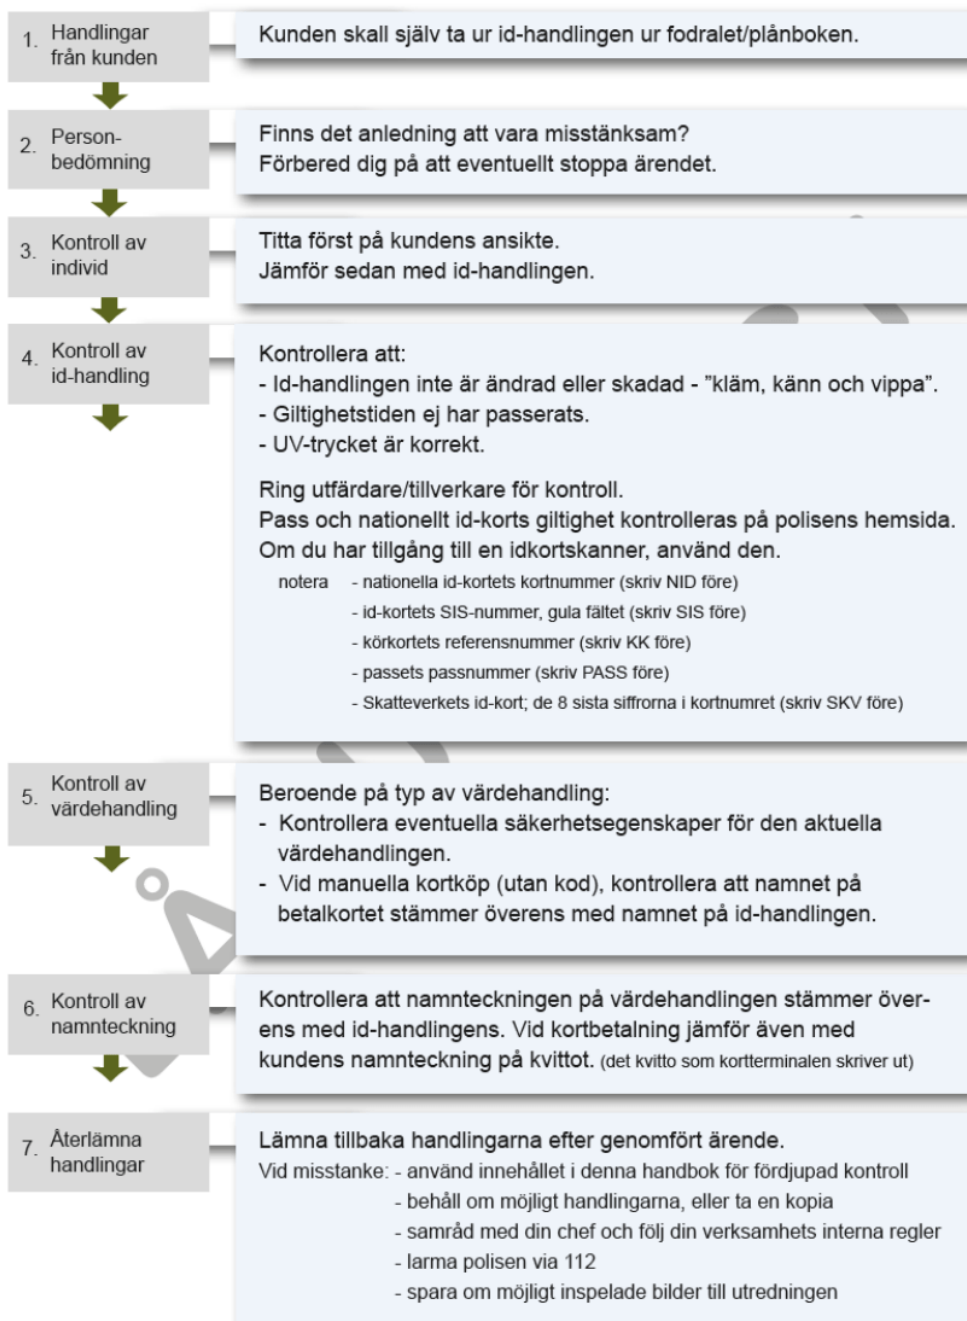 1. Handlingar
från kunden
Kunden skall själv ta ur id-handlingen ur fodralet/plånboken.
2. Person-
bedömning
Finns det anledning att vara misstänksam?
Förbered dig på att eventuellt stoppa ärendet.
3. Kontroll av
individ
Titta först på kundens ansikte.
Jämför sedan med id-handlingen.
4. Kontroll av
id-handling
Kontrollera att:
- Id-handlingen inte är ändrad eller skadad - ”kläm, känn och vippa”.
- Giltighetstiden ej har passerats.
- UV-trycket är korrekt.
Ring utfärdare/tillverkare för kontroll.
Pass och nationellt id-korts giltighet kontrolleras på polisens hemsida.
Om du har tillgång till en idkortskanner, använd den.
notera - nationella id-kortets kortnummer (skriv NID före)
- id-kortets SIS-nummer, gula fältet (skriv SIS före)
- körkortets referensnummer (skriv KK före)
- passets passnummer (skriv PASS före)
- Skatteverkets id-kort; de 8 sista siffrorna i kortnumret (skriv SKV före)
5. Kontroll av
värdehandling
Beroende på typ av värdehandling:
- Kontrollera eventuella säkerhetsegenskaper för den aktuella
värdehandlingen.
- Vid manuella kortköp (utan kod), kontrollera att namnet på
betalkortet stämmer överens med namnet på id-handlingen.
6. Kontroll av
namnteckning
Kontrollera att namnteckningen på värdehandlingen stämmer över-
ens med id-handlingens. Vid kortbetalning jämför även med
kundens namnteckning på kvittot. (det kvitto som kortterminalen skriver ut)
7. Återlämna
handlingar
Lämna tillbaka handlingarna efter genomfört ärende.
Vid misstanke: - använd innehållet i denna handbok för fördjupad kontroll
- behåll om möjligt handlingarna, eller ta en kopia
- samråd med din chef och följ din verksamhets interna regler
- larma polisen via 112
- spara om möjligt inspelade bilder till utredningen